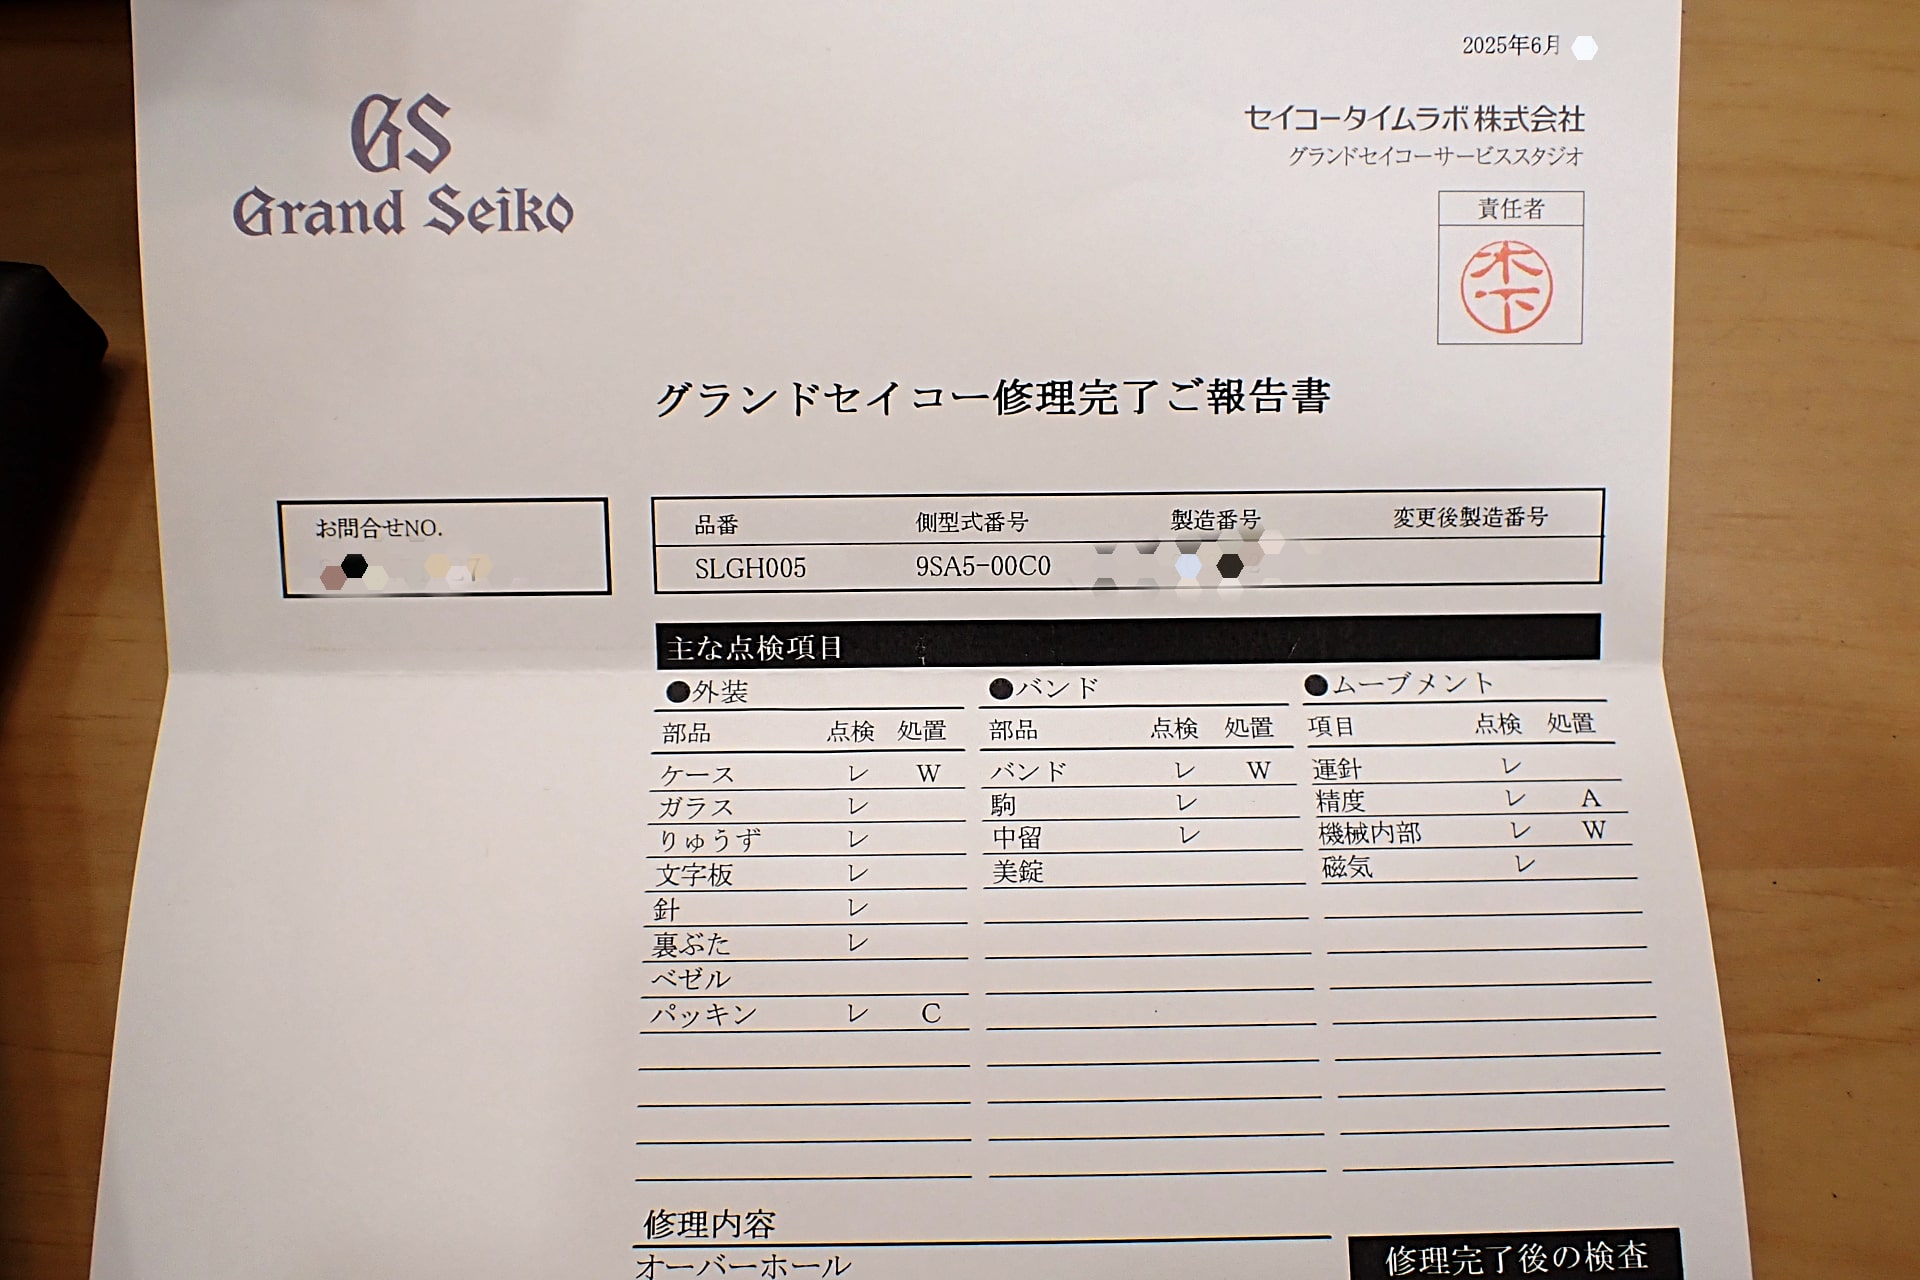 2025年6月
GS
Grand Seiko
セイコータイムラボ株式会社
グランドセイコーサービススタジオ
責任者
木下
グランドセイコー修理完了ご報告書
お問合せNO.
品番 側型式番号 製造番号 変更後製造番号
SLGH005 9SA5-00C0
主な点検項目
●外装 ●バンド ●ムーブメント
部品 点検 処置 部品 点検 処置 項目 点検 処置
ケース レ W バンド レ W 運針 レ
ガラス レ 駒 レ 精度 レ A
りゅうず レ 中留 レ 機械内部 レ W
文字板 レ 美錠 磁気 レ
針 レ
裏ぶた レ
ベゼル
パッキン レ C
修理内容
オーバーホール
修理完了後の検査